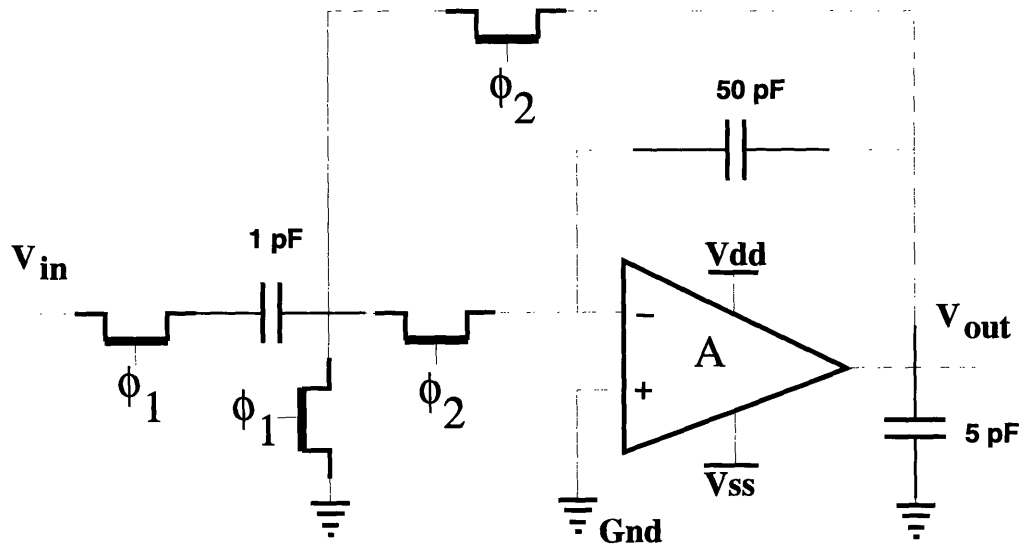 ϕ2
50 pF
1 pF
Vin
Vdd
Vout
−
A
ϕ1
ϕ2
+
ϕ1
5 pF
Vss
Gnd